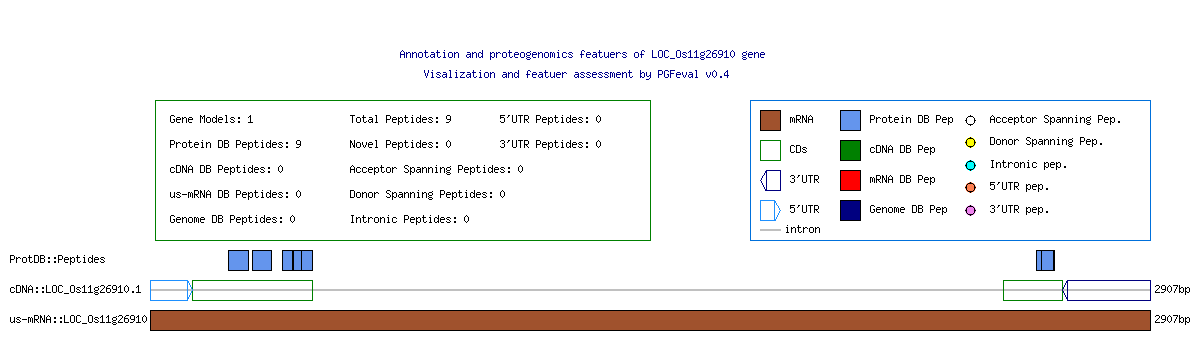 Annotation and proteogenomics featuers of LOC_Os11g26910 gene
Visalization and featuer assessment by PGFeval v0.4
Gene Models: 1 Total Peptides: 9 5'UTR Peptides: 0
Protein DB Peptides: 9 Novel Peptides: 0 3'UTR Peptides: 0
cDNA DB Peptides: 0 Acceptor Spanning Peptides: 0
us-mRNA DB Peptides: 0 Donor Spanning Peptides: 0
Genome DB Peptides: 0 Intronic Peptides: 0
mRNA Protein DB Pep Acceptor Spanning Pep.
CDs cDNA DB Pep Donor Spanning Pep.
3'UTR mRNA DB Pep Intronic pep.
5'UTR Genome DB Pep 5'UTR pep.
intron 3'UTR pep.
ProtDB::Peptides
cDNA::LOC_Os11g26910.1 2907bp
us-mRNA::LOC_Os11g26910 2907bp